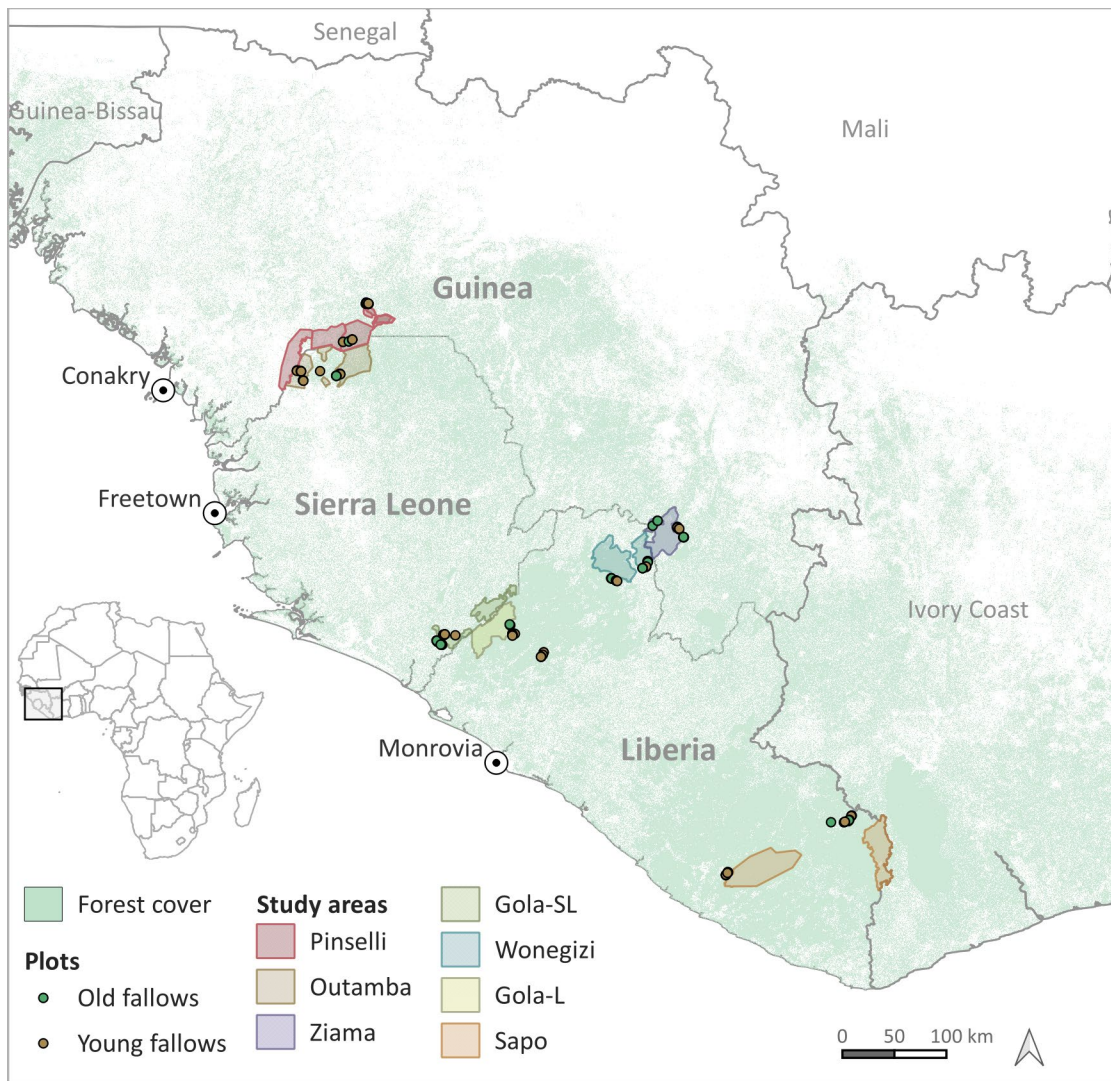 Senegal
Guinea-Bissau
Mali
Guinea
Conakry
Freetown
Sierra Leone
Ivory Coast
Monrovia
Liberia
Forest cover
Plots
Old fallows
Young fallows
Study areas
Pinselli
Outamba
Ziama
Gola-SL
Wonegizi
Gola-L
Sapo
0 50 100 km